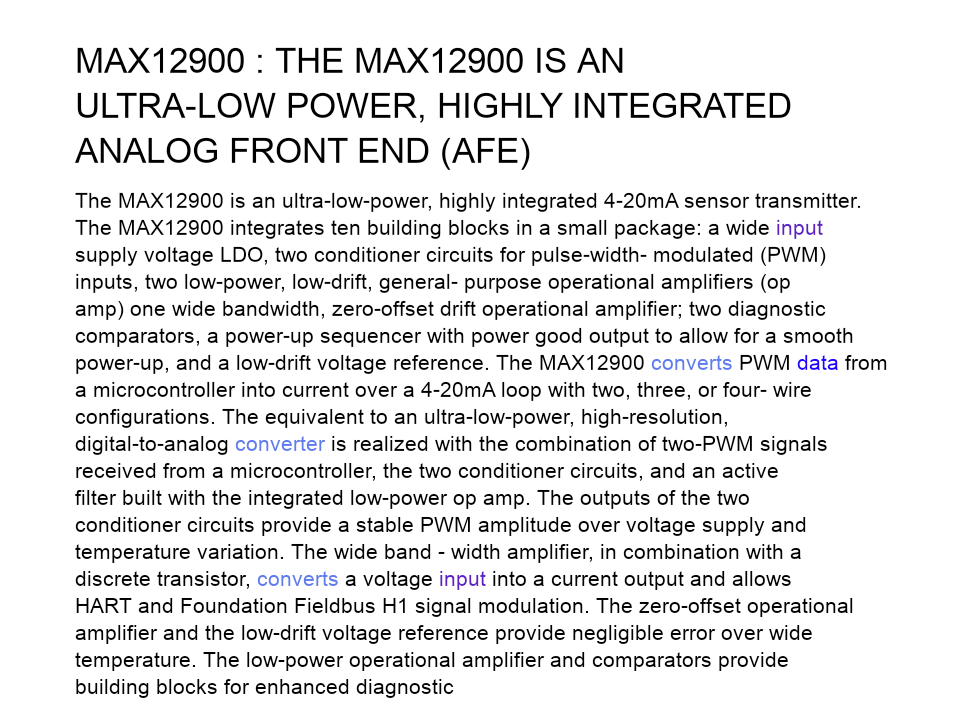 MAX12900 : THE MAX12900 IS AN
ULTRA-LOW POWER, HIGHLY INTEGRATED
ANALOG FRONT END (AFE)
The MAX12900 is an ultra-low-power, highly integrated 4-20mA sensor transmitter.
The MAX12900 integrates ten building blocks in a small package: a wide input
supply voltage LDO, two conditioner circuits for pulse-width- modulated (PWM)
inputs, two low-power, low-drift, general- purpose operational amplifiers (op
amp) one wide bandwidth, zero-offset drift operational amplifier; two diagnostic
comparators, a power-up sequencer with power good output to allow for a smooth
power-up, and a low-drift voltage reference. The MAX12900 converts PWM data from
a microcontroller into current over a 4-20mA loop with two, three, or four- wire
configurations. The equivalent to an ultra-low-power, high-resolution,
digital-to-analog converter is realized with the combination of two-PWM signals
received from a microcontroller, the two conditioner circuits, and an active
filter built with the integrated low-power op amp. The outputs of the two
conditioner circuits provide a stable PWM amplitude over voltage supply and
temperature variation. The wide band - width amplifier, in combination with a
discrete transistor, converts a voltage input into a current output and allows
HART and Foundation Fieldbus H1 signal modulation. The zero-offset operational
amplifier and the low-drift voltage reference provide negligible error over wide
temperature. The low-power operational amplifier and comparators provide
building blocks for enhanced diagnostic